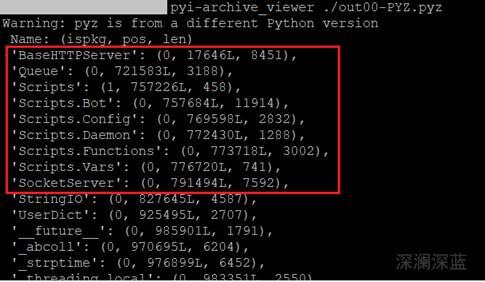 pyi-archive_viewer ./out00-PYZ.pyz
Warning: pyz is from a different Python version
Name: (ispkg, pos, len)
'BaseHTTPServer': (0, 17646L, 8451),
'Queue': (0, 721583L, 3188),
'Scripts': (1, 757226L, 458),
'Scripts.Bot': (0, 757684L, 11914),
'Scripts.Config': (0, 769598L, 2832),
'Scripts.Daemon': (0, 772430L, 1288),
'Scripts.Functions': (0, 773718L, 3002),
'Scripts.Vars': (0, 776720L, 741),
'SocketServer': (0, 791494L, 7592),
'StringIO': (0, 827645L, 4587),
'UserDict': (0, 925495L, 2707),
'__future__': (0, 985901L, 1791),
'_abcoll': (0, 970695L, 6204),
'_strptime': (0, 976899L, 6452),
'_threading_local': (0, 983351L, 2550)
深澜深蓝